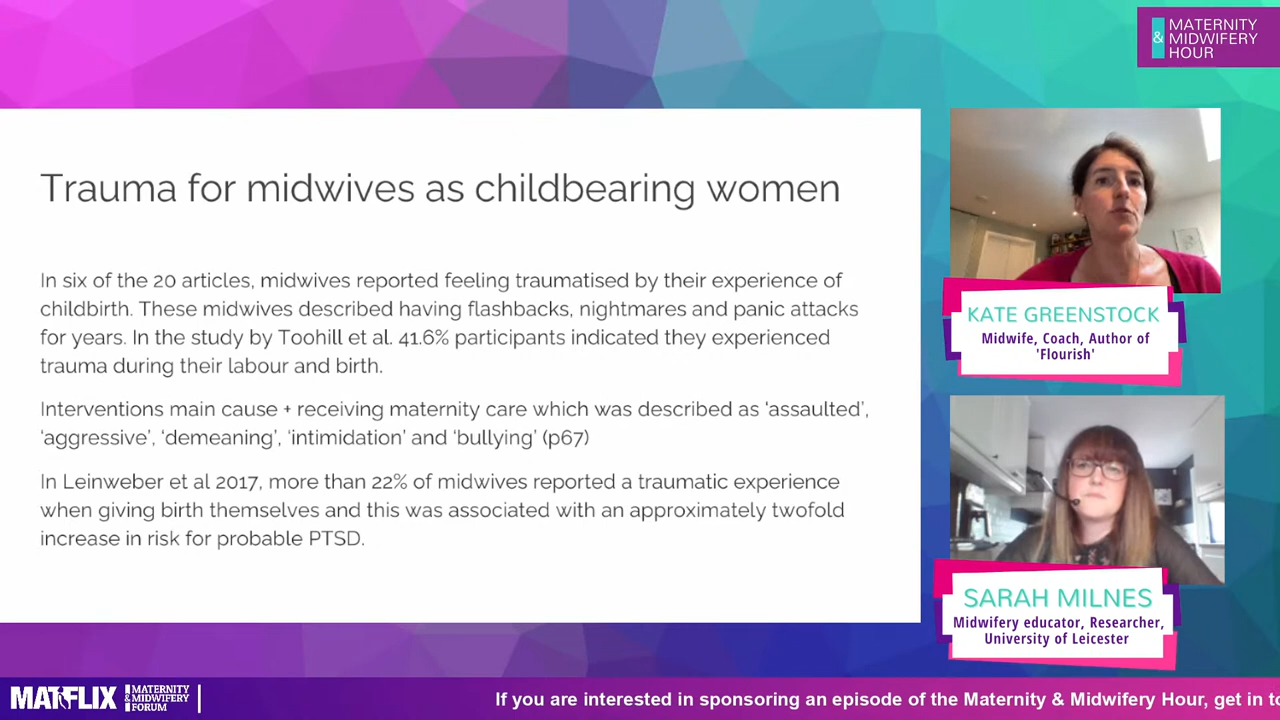 MATERNITY
& MIDWIFERY
HOUR
Trauma for midwives as childbearing women
In six of the 20 articles, midwives reported feeling traumatised by their experience of
childbirth. These midwives described having flashbacks, nightmares and panic attacks
for years. In the study by Toohill et al. 41.6% participants indicated they experienced
trauma during their labour and birth.
Interventions main cause + receiving maternity care which was described as ‘assaulted’,
‘aggressive’, ‘demeaning’, ‘intimidation’ and ‘bullying’ (p67)
In Leinweber et al 2017, more than 22% of midwives reported a traumatic experience
when giving birth themselves and this was associated with an approximately twofold
increase in risk for probable PTSD.
KATE GREENSTOCK
Midwife, Coach, Author of
'Flourish'
SARAH MILNES
Midwifery educator, Researcher,
University of Leicester
MATFLIX
MATERNITY
& MIDWIFERY
FORUM
If you are interested in sponsoring an episode of the Maternity & Midwifery Hour, get in